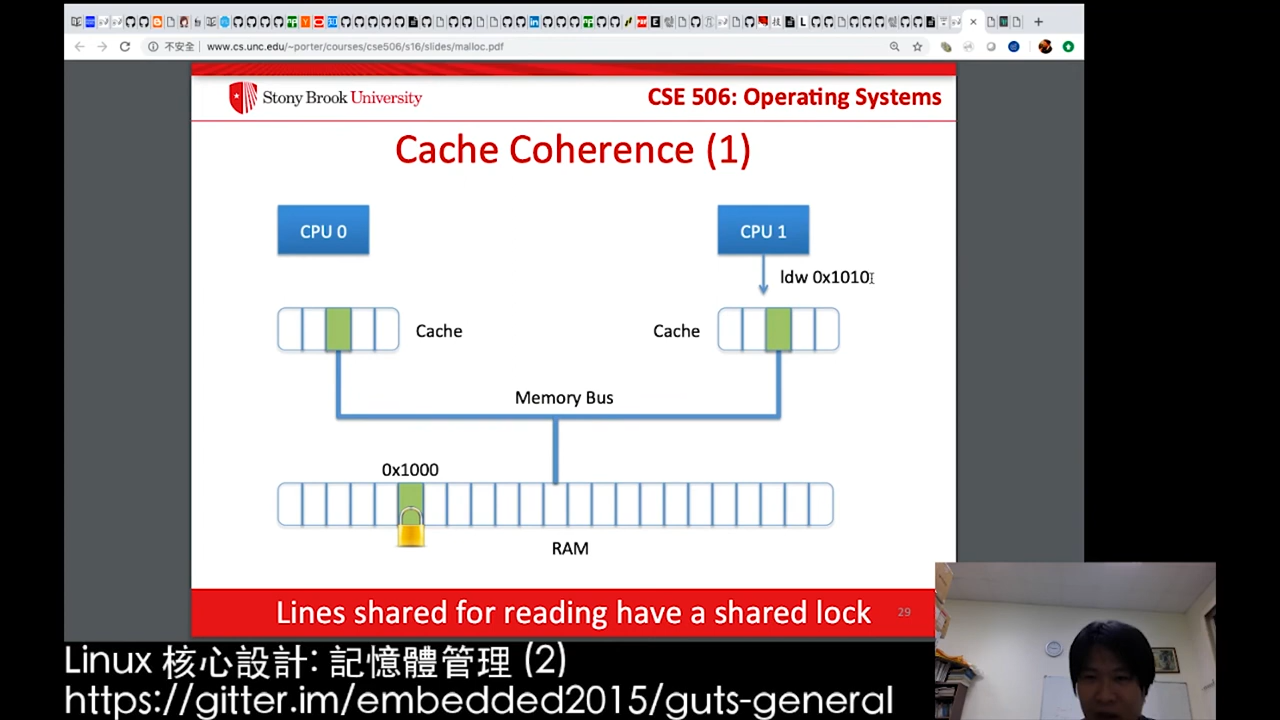 不安全
www.cs.unc.edu/~porter/courses/cse506/s16/slides/malloc.pdf
Stony Brook University
CSE 506: Operating Systems
Cache Coherence (1)
CPU 0
CPU 1
ldw 0x1010
Cache
Cache
Memory Bus
0x1000
RAM
Lines shared for reading have a shared lock
29
Linux 核心設計: 記憶體管理 (2)
https://gitter.im/embedded2015/guts-general